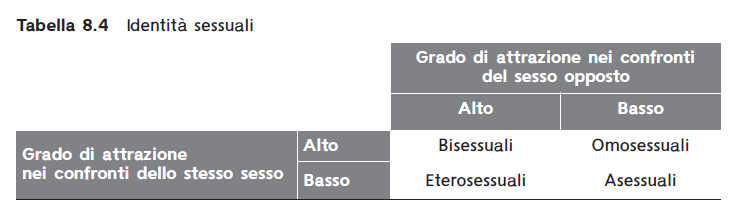 Tabella 8.4 Identità sessuali
Grado di attrazione nei confronti
del sesso opposto
Alto Basso
Grado di attrazione
nei confronti dello stesso sesso
Alto Bisessuali Omosessuali
Basso Eterosessuali Asessuali